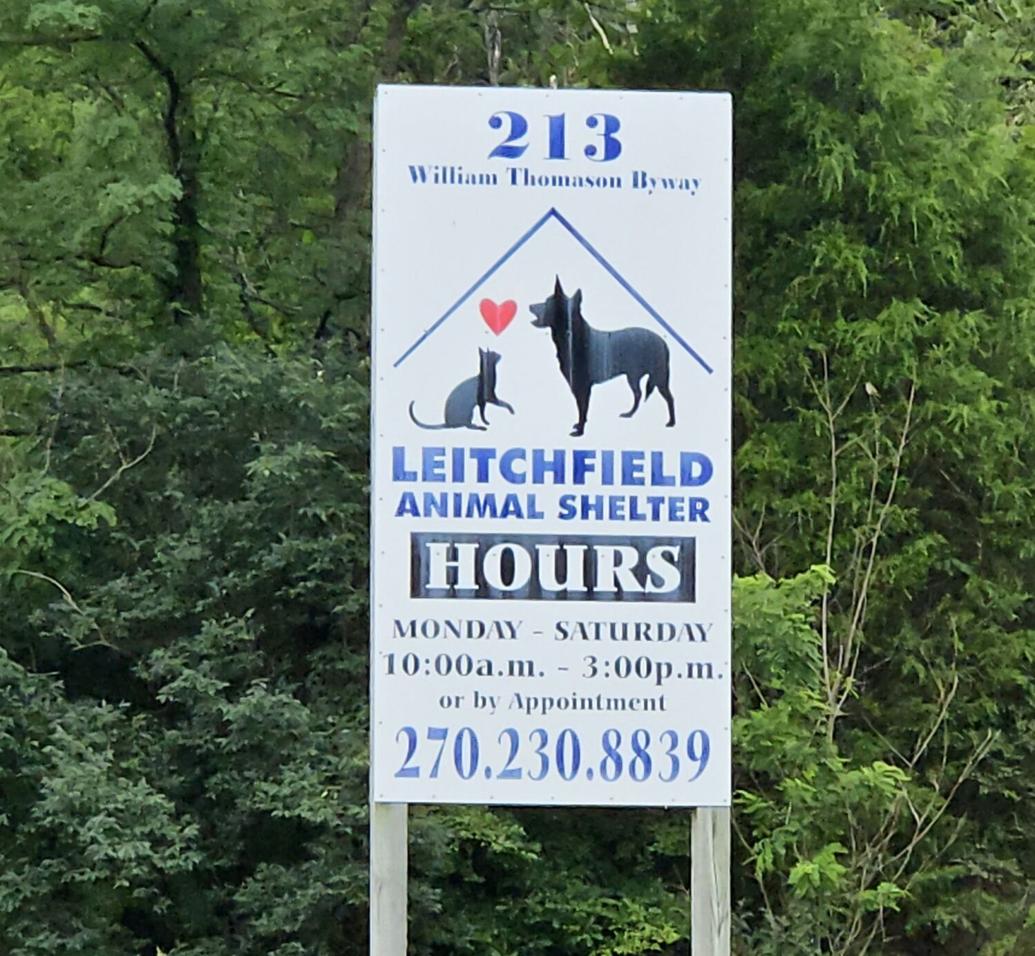 213
William Thomason Byway
LEITCHFIELD
ANIMAL SHELTER
HOURS
MONDAY - SATURDAY
10:00a.m. - 3:00p.m.
or by Appointment
270.230.8839